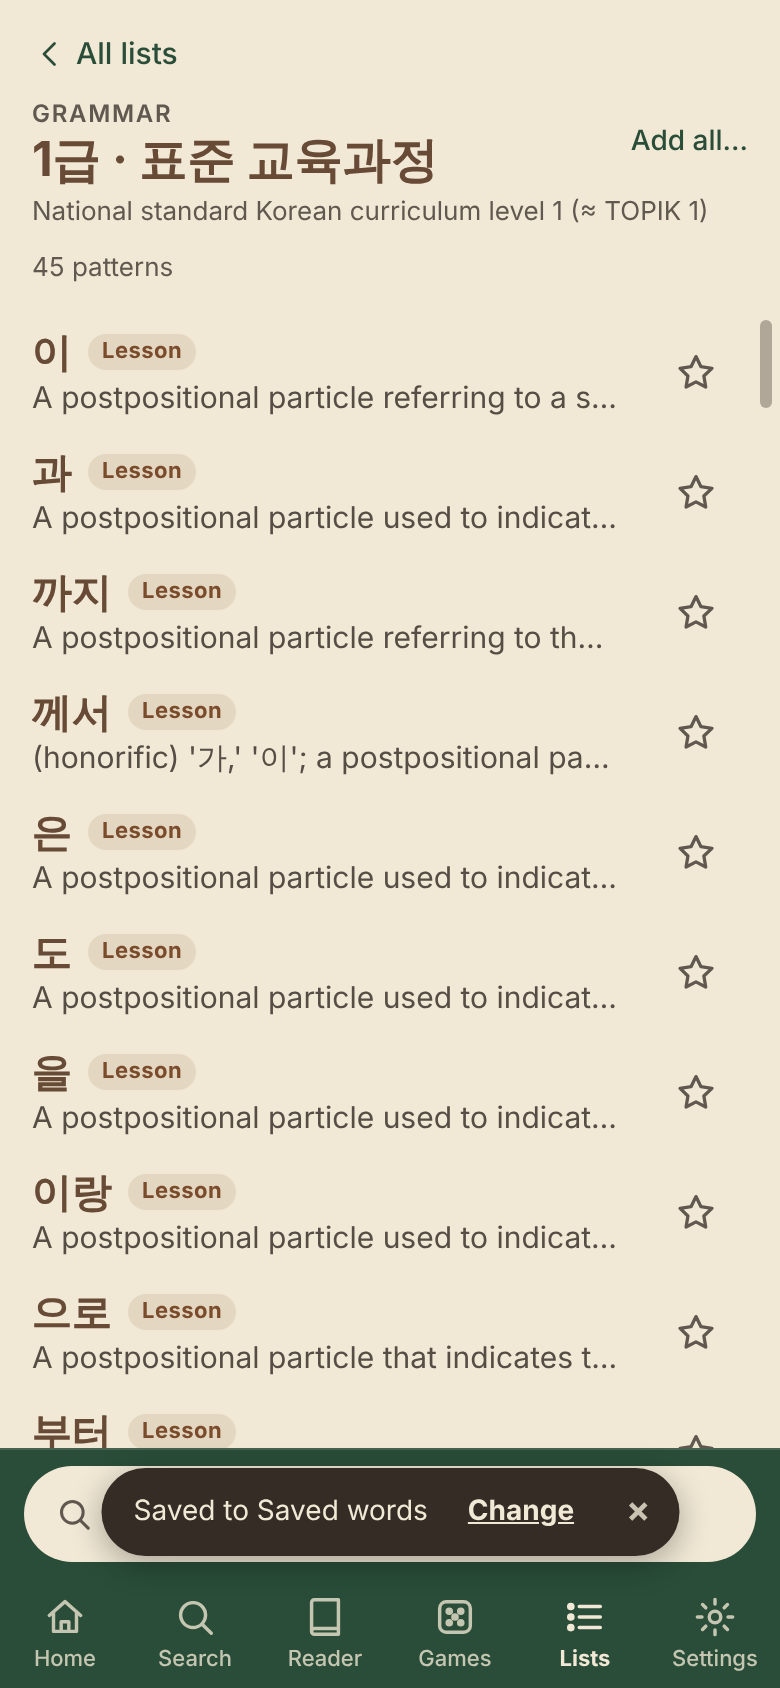 All lists
GRAMMAR
1급 · 표준 교육과정
Add all...
National standard Korean curriculum level 1 (≈ TOPIK 1)
45 patterns
이 Lesson
A postpositional particle referring to a s...
과 Lesson
A postpositional particle used to indicat...
까지 Lesson
A postpositional particle referring to th...
께서 Lesson
(honorific) '가,' '이'; a postpositional pa...
은 Lesson
A postpositional particle used to indicat...
도 Lesson
A postpositional particle used to indicat...
을 Lesson
A postpositional particle used to indicat...
이랑 Lesson
A postpositional particle used to indicat...
으로 Lesson
A postpositional particle that indicates t...
부터 Lesson
Saved to Saved words Change ×
Home Search Reader Games Lists Settings